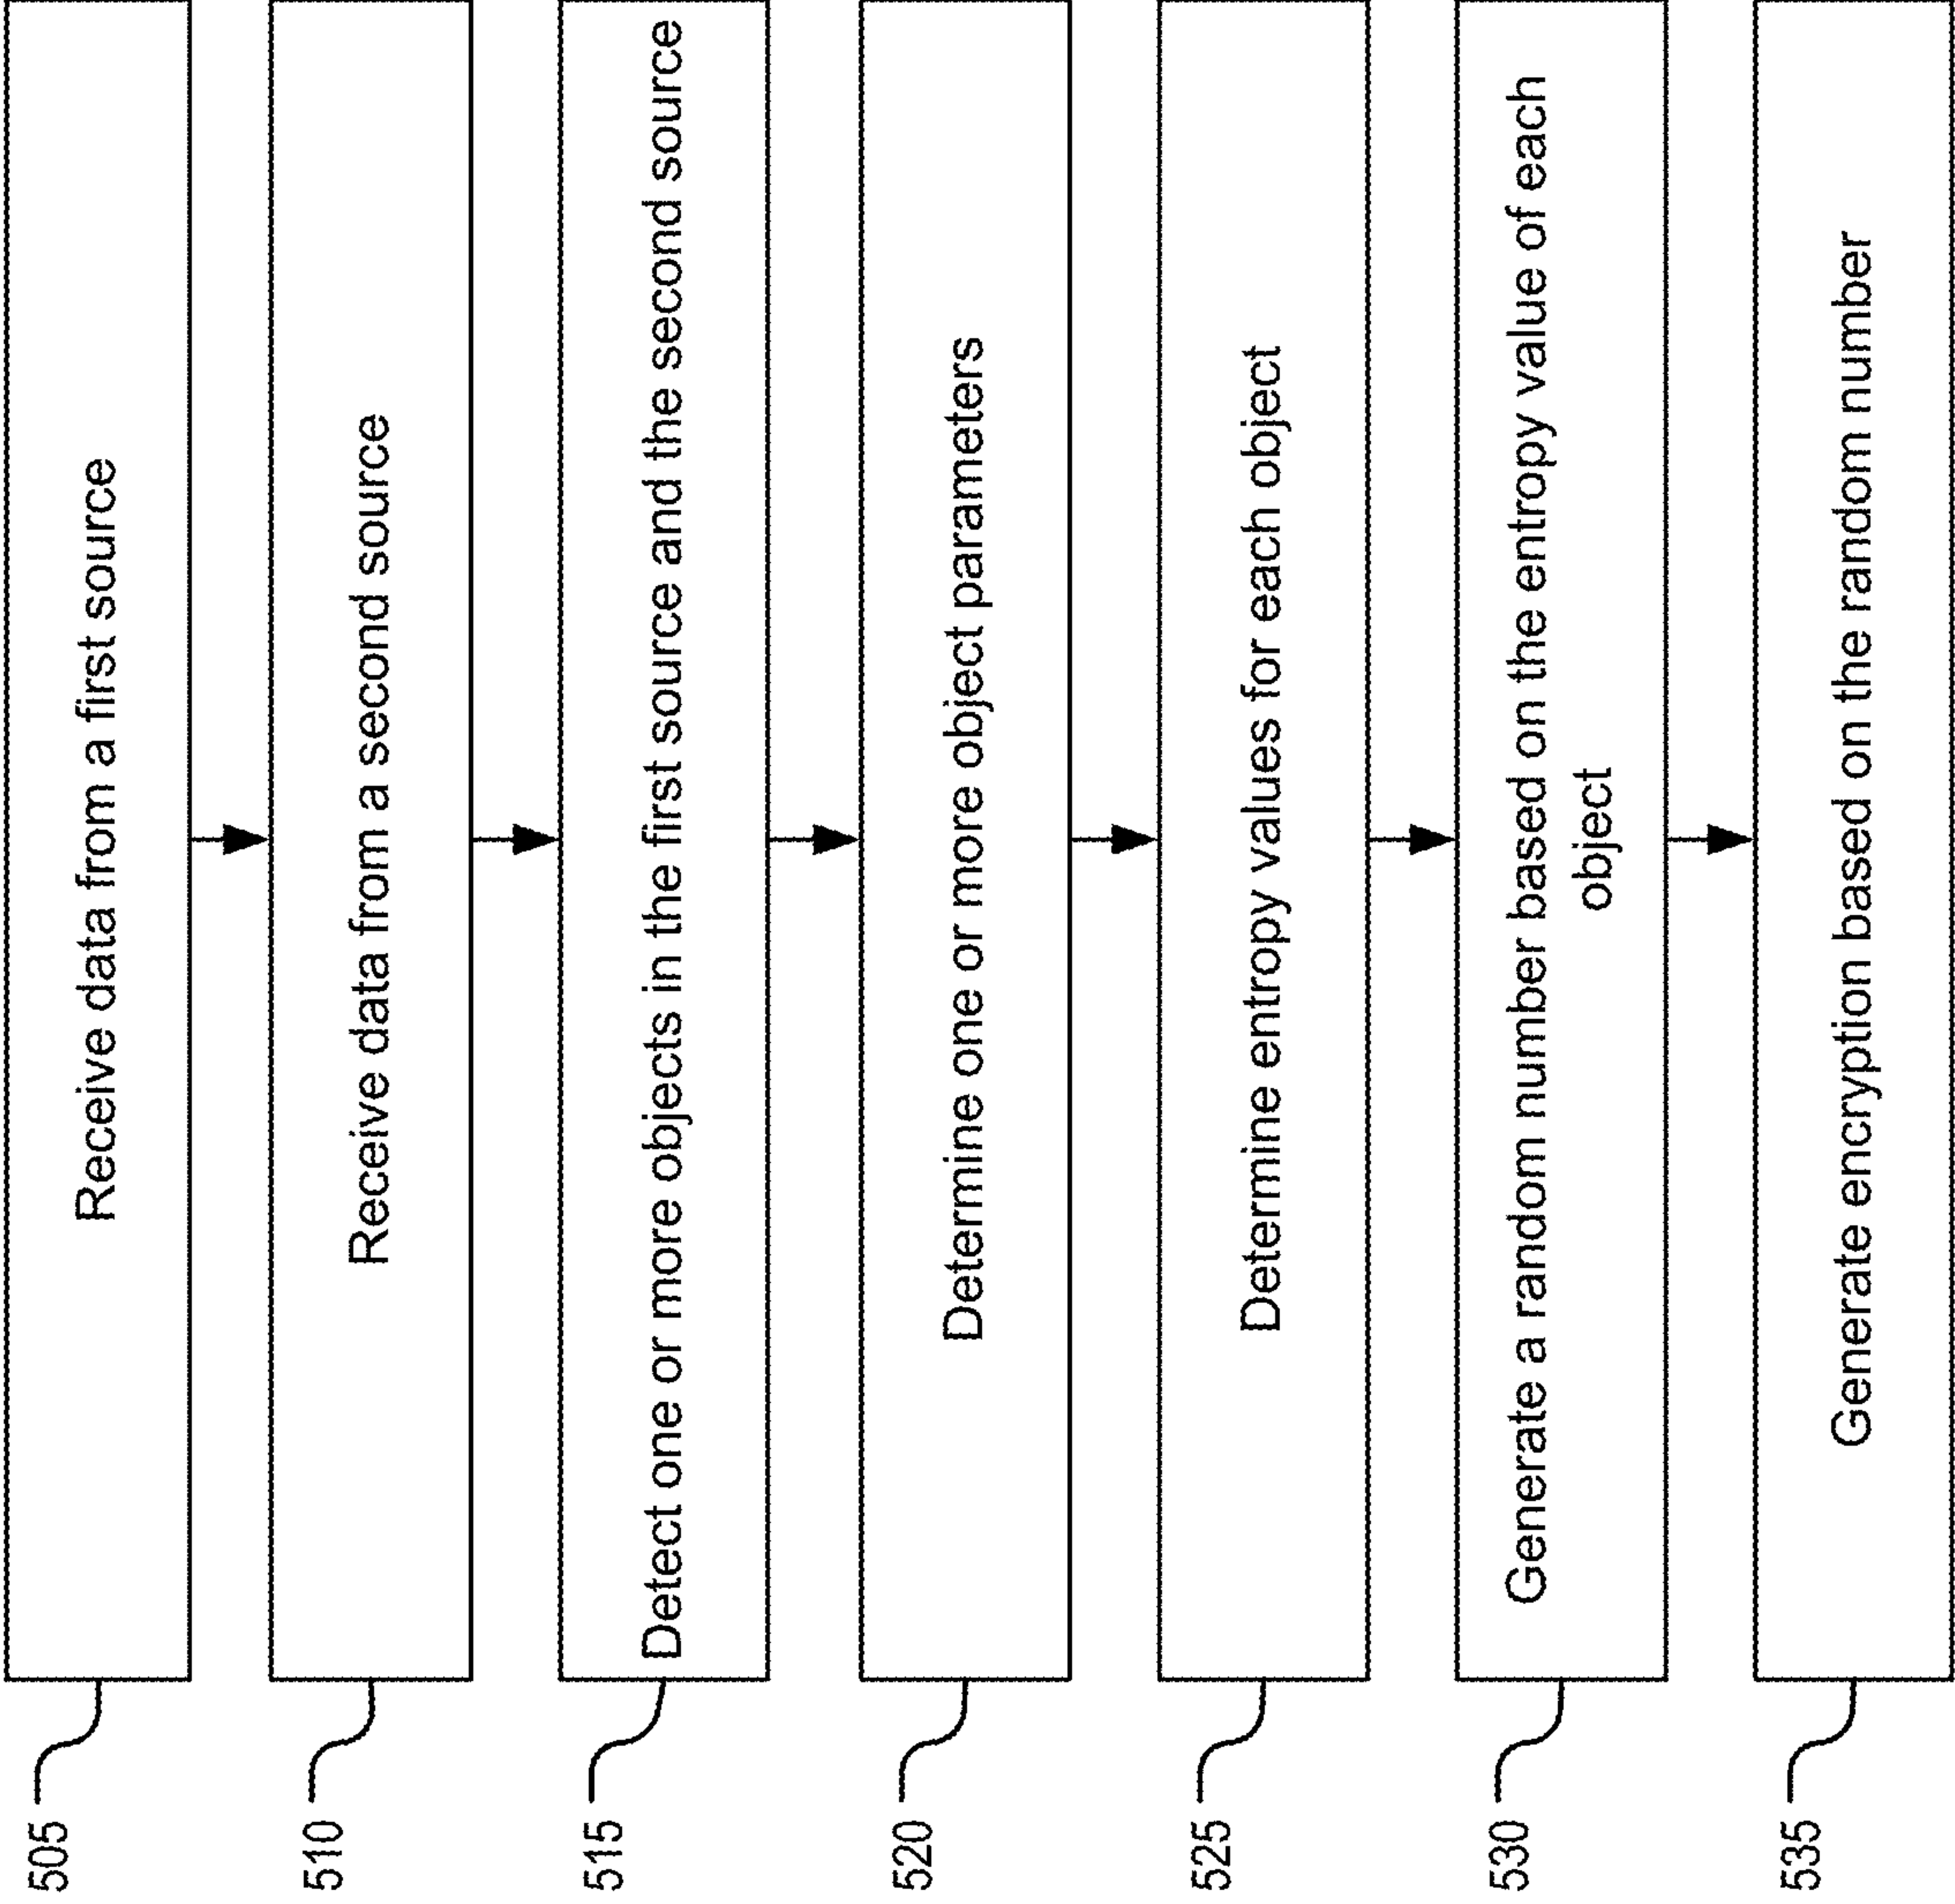 505
Receive data from a first source
510
Receive data from a second source
515
Detect one or more objects in the first source and the second source
520
Determine one or more object parameters
525
Determine entropy values for each object
530
Generate a random number based on the entropy value of each
object
535
Generate encryption based on the random number